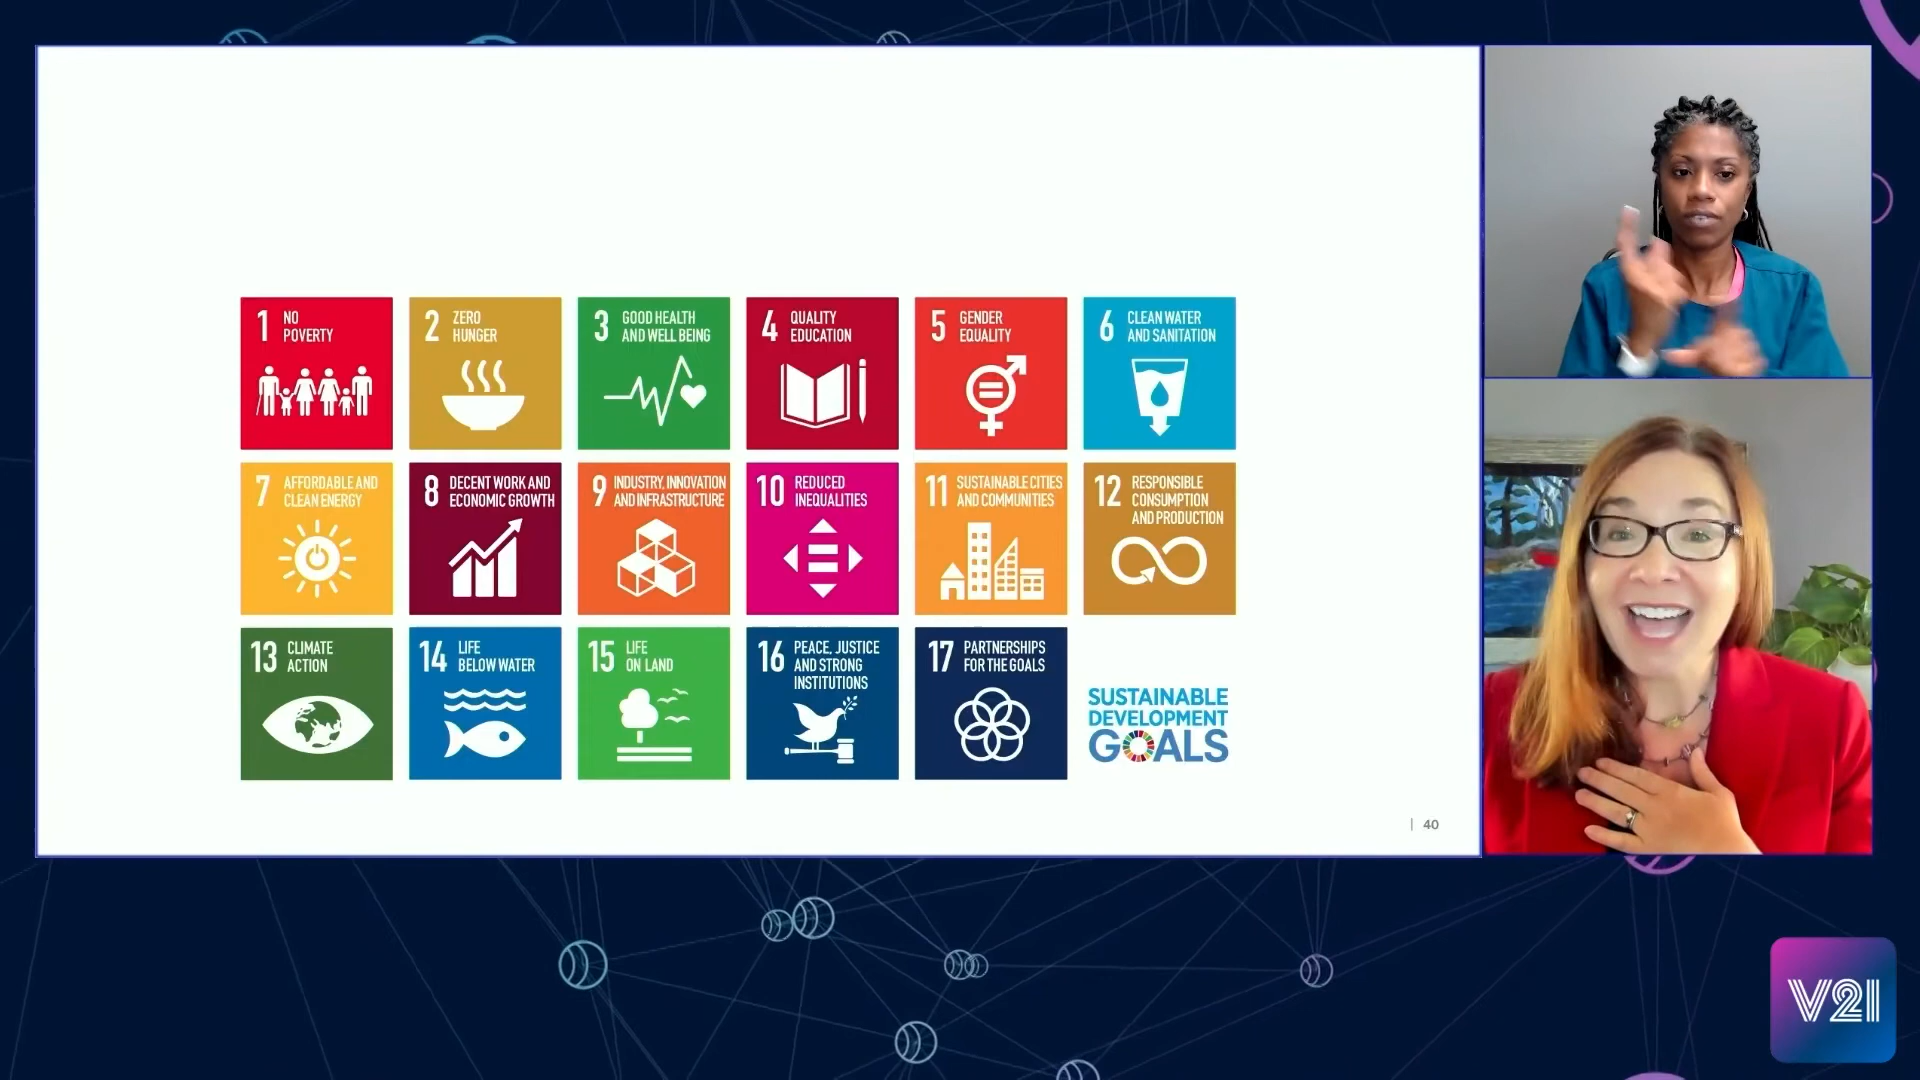 1 NO
POVERTY
2 ZERO
HUNGER
3 GOOD HEALTH
AND WELL BEING
4 QUALITY
EDUCATION
5 GENDER
EQUALITY
6 CLEAN WATER
AND SANITATION
7 AFFORDABLE AND
CLEAN ENERGY
8 DECENT WORK AND
ECONOMIC GROWTH
9 INDUSTRY, INNOVATION
AND INFRASTRUCTURE
10 REDUCED
INEQUALITIES
11 SUSTAINABLE CITIES
AND COMMUNITIES
12 RESPONSIBLE
CONSUMPTION
AND PRODUCTION
13 CLIMATE
ACTION
14 LIFE
BELOW WATER
15 LIFE
ON LAND
16 PEACE, JUSTICE
AND STRONG
INSTITUTIONS
17 PARTNERSHIPS
FOR THE GOALS
SUSTAINABLE
DEVELOPMENT
GOALS
| 40
V21